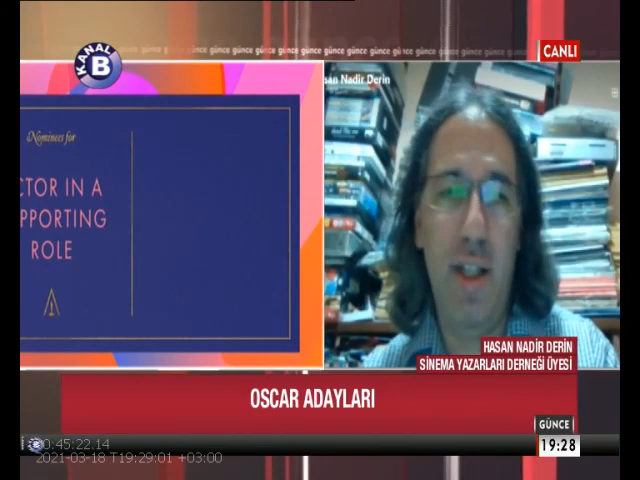 günce günce günce günce günce günce günce günce günce günce
KANAL
B
CANLI
san Nadir Derin
Nominees for
CTOR IN A
PPORTING
ROLE
HASAN NADİR DERİN
SİNEMA YAZARLARI DERNEĞİ ÜYESİ
OSCAR ADAYLARI
GÜNCE
19:28
0:45:22.14
2021-03-18 T19:29:01 +03:00